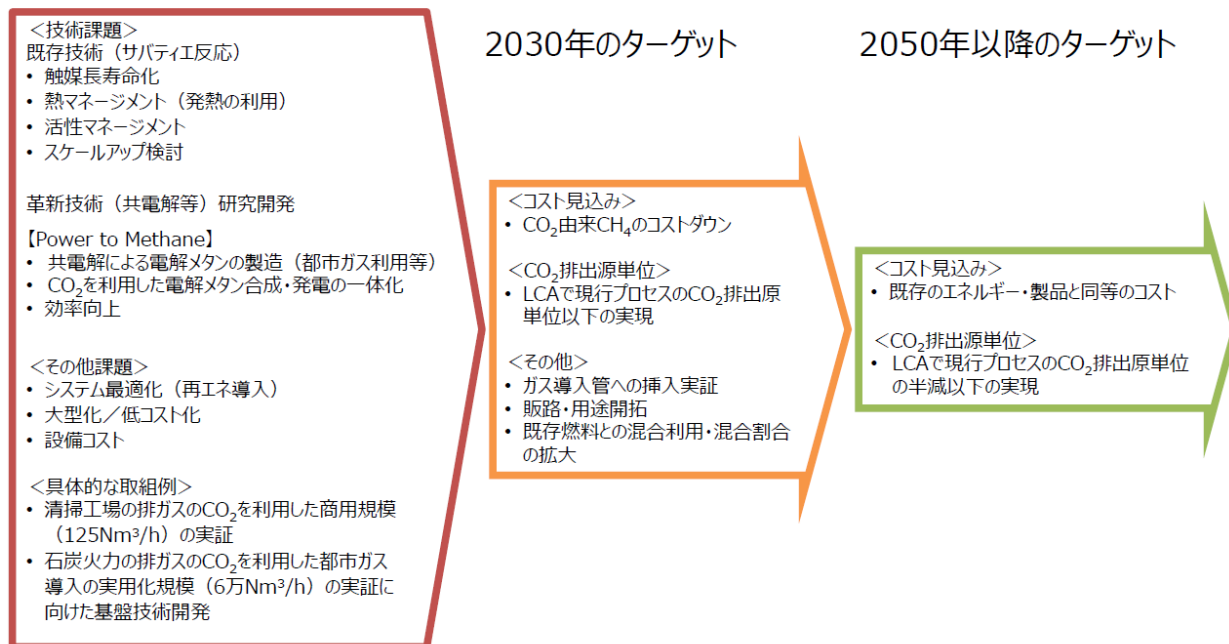 <技術課題>
既存技術(サバティエ反応)
• 触媒長寿命化
• 熱マネージメント(発熱の利用)
• 活性マネージメント
• スケールアップ検討
革新技術(共電解等)研究開発
【Power to Methane】
• 共電解による電解メタンの製造(都市ガス利用等)
• CO₂を利用した電解メタン合成・発電の一体化
• 効率向上
<その他課題>
• システム最適化(再エネ導入)
• 大型化/低コスト化
• 設備コスト
<具体的な取組例>
• 清掃工場の排ガスのCO₂を利用した商用規模
(125Nm³/h)の実証
• 石炭火力の排ガスのCO₂を利用した都市ガス
導入の実用化規模(6万Nm³/h)の実証に
向けた基盤技術開発
2030年のターゲット
<コスト見込み>
• CO₂由来CH₄のコストダウン
<CO₂排出源単位>
• LCAで現行プロセスのCO₂排出原
単位以下の実現
<その他>
• ガス導入管への挿入実証
• 販路・用途開拓
• 既存燃料との混合利用・混合割合
の拡大
2050年以降のターゲット
<コスト見込み>
• 既存のエネルギー・製品と同等のコスト
<CO₂排出源単位>
• LCAで現行プロセスのCO₂排出原単位
の半減以下の実現